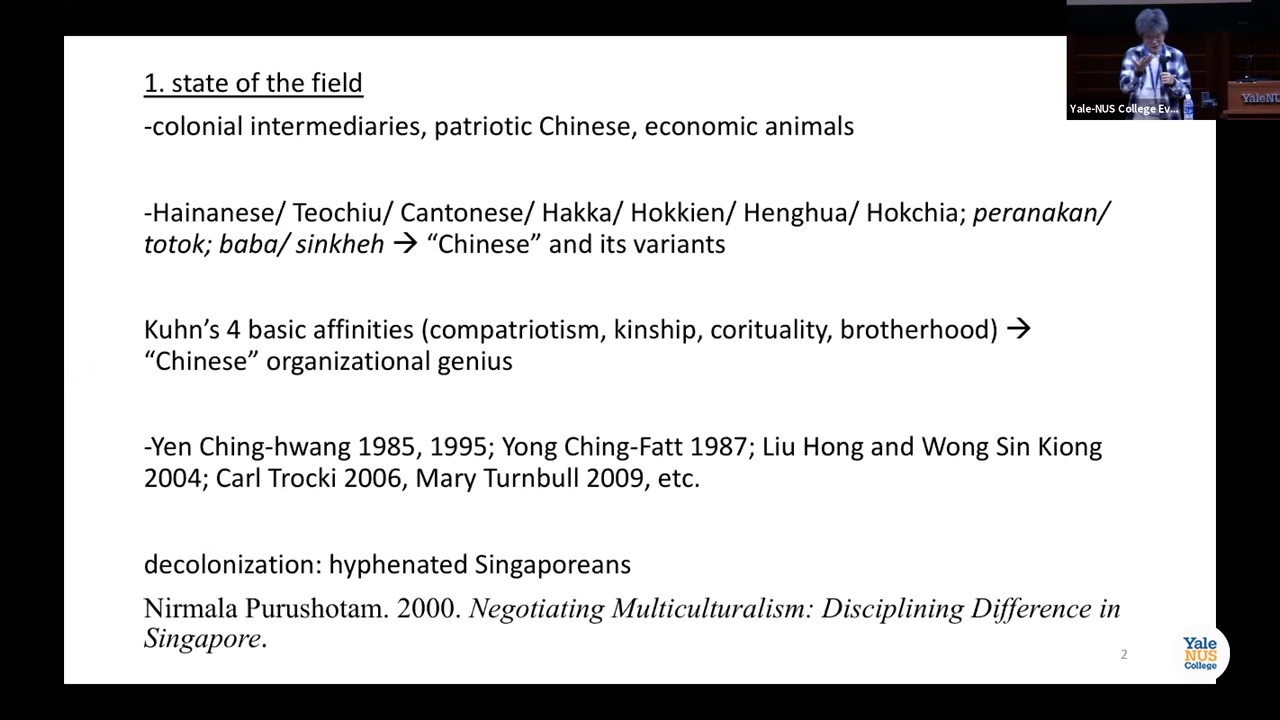 1. state of the field
-colonial intermediaries, patriotic Chinese, economic animals
-Hainanese/ Teochiu/ Cantonese/ Hakka/ Hokkien/ Henghua/ Hokchia; peranakan/
totok; baba/ sinkheh → “Chinese” and its variants
Kuhn’s 4 basic affinities (compatriotism, kinship, corituality, brotherhood) →
“Chinese” organizational genius
-Yen Ching-hwang 1985, 1995; Yong Ching-Fatt 1987; Liu Hong and Wong Sin Kiong
2004; Carl Trocki 2006, Mary Turnbull 2009, etc.
decolonization: hyphenated Singaporeans
Nirmala Purushotam. 2000. Negotiating Multiculturalism: Disciplining Difference in
Singapore.
2
Yale-NUS College Ev...
YaleNU
Yale
NUS
College